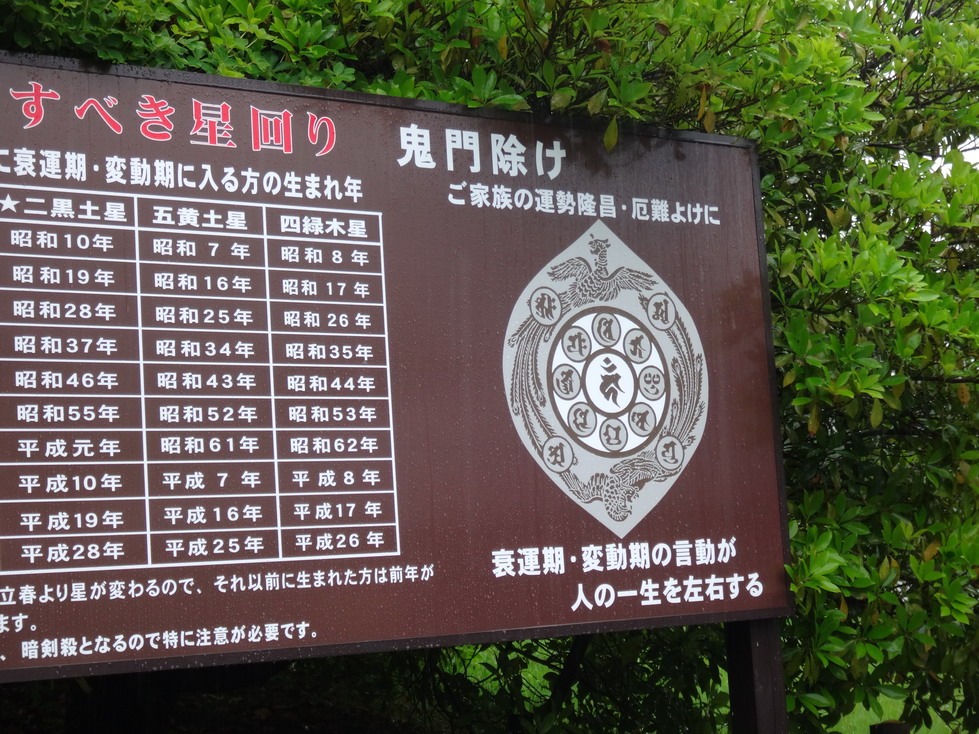 すべき星回り
に衰運期・変動期に入る方の生まれ年
★二黒土星 五黄土星 四緑木星
昭和10年 昭和 7 年 昭和 8 年
昭和19年 昭和16年 昭和 17 年
昭和28年 昭和25年 昭和 26 年
昭和37年 昭和34年 昭和35年
昭和46年 昭和43年 昭和44年
昭和55年 昭和52年 昭和53年
平成元年 昭和61年 昭和62年
平成10年 平成 7 年 平成 8 年
平成19年 平成16年 平成17 年
平成28年 平成25年 平成26 年
立春より星が変わるので、それ以前に生まれた方は前年が
ます。
、暗剣殺となるので特に注意が必要です。
鬼門除け
ご家族の運勢隆昌・厄難よけに
衰運期・変動期の言動が
人の一生を左右する